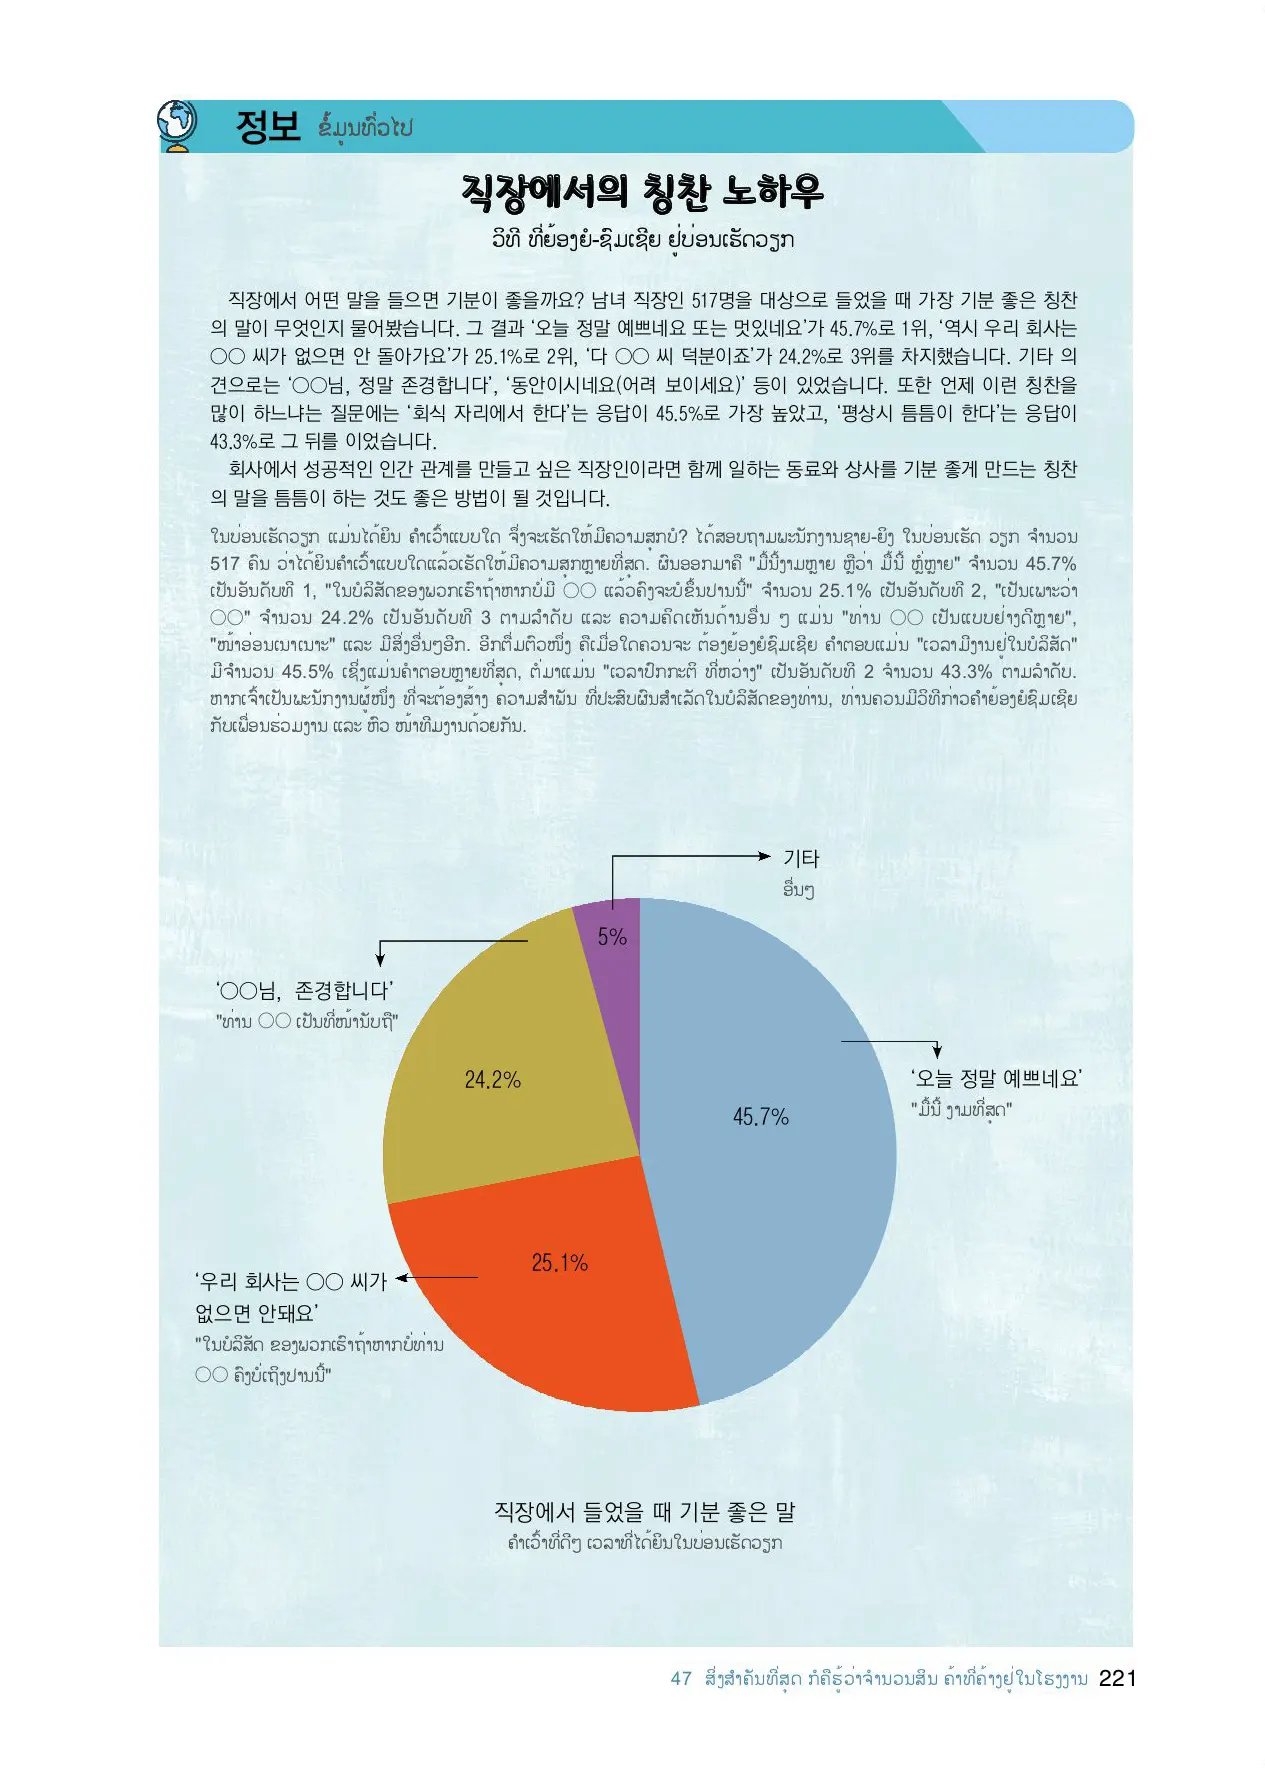 정보 ຂໍ້ມູນທົ່ວໄປ
직장에서의 칭찬 노하우
ວິທີ ທີ່ຍ້ອງຍໍ-ຊົມເຊີຍ ຢູ່ບ່ອນເຮັດວຽກ
직장에서 어떤 말을 들으면 기분이 좋을까요? 남녀 직장인 517명을 대상으로 들었을 때 가장 기분 좋은 칭찬
의 말이 무엇인지 물어봤습니다. 그 결과 ‘오늘 정말 예쁘네요 또는 멋있네요’가 45.7%로 1위, ‘역시 우리 회사는
○○ 씨가 없으면 안 돌아가요’가 25.1%로 2위, ‘다 ○○ 씨 덕분이죠’가 24.2%로 3위를 차지했습니다. 기타 의
견으로는 ‘○○님, 정말 존경합니다’, ‘동안이시네요(어려 보이세요)’ 등이 있었습니다. 또한 언제 이런 칭찬을
많이 하느냐는 질문에는 ‘회식 자리에서 한다’는 응답이 45.5%로 가장 높았고, ‘평상시 틈틈이 한다’는 응답이
43.3%로 그 뒤를 이었습니다.
회사에서 성공적인 인간 관계를 만들고 싶은 직장인이라면 함께 일하는 동료와 상사를 기분 좋게 만드는 칭찬
의 말을 틈틈이 하는 것도 좋은 방법이 될 것입니다.
ໃນບ່ອນເຮັດວຽກ ແມ່ນໄດ້ຍິນ ຄຳເວົ້າແບບໃດ ຈຶ່ງຈະເຮັດໃຫ້ມີຄວາມສຸກບໍ? ໄດ້ສອບຖາມພະນັກງານຊາຍ-ຍິງ ໃນບ່ອນເຮັດ ວຽກ ຈຳນວນ
517 ຄົນ ວ່າໄດ້ຍິນຄຳເວົ້າແບບໃດແລ້ວເຮັດໃຫ້ມີຄວາມສຸກຫຼາຍທີ່ສຸດ. ຜົນອອກມາຄື "ມື້ນີ້ງາມຫຼາຍ ຫຼືວ່າ ມື້ນີ້ ຫຼໍ່ຫຼາຍ" ຈຳນວນ 45.7%
ເປັນອັນດັບທີ 1, "ໃນບໍລິສັດຂອງພວກເຮົາຖ້າຫາກບໍ່ມີ ○○ ແລ້ວຄົງຈະບໍ່ຂຶ້ນປານນີ້" ຈຳນວນ 25.1% ເປັນອັນດັບທີ 2, "ເປັນເພາະວ່າ
○○" ຈຳນວນ 24.2% ເປັນອັນດັບທີ 3 ຕາມລຳດັບ ແລະ ຄວາມຄິດເຫັນດ້ານອື່ນ ໆ ແມ່ນ "ທ່ານ ○○ ເປັນແບບຢ່າງດີຫຼາຍ",
"ໜ້າອ່ອນເນາເນາະ" ແລະ ມີສິ່ງອື່ນໆອີກ. ອີກຕື່ມຕົວໜຶ່ງ ຄືເມື່ອໃດຄວນຈະ ຕ້ອງຍ້ອງຍໍຊົມເຊີຍ ຄຳຕອບແມ່ນ "ເວລາມີງານຢູ່ໃນບໍລິສັດ"
ມີຈຳນວນ 45.5% ເຊິ່ງແມ່ນຄຳຕອບຫຼາຍທີ່ສຸດ, ຕໍ່ມາແມ່ນ "ເວລາປົກກະຕິ ທີ່ຫວ່າງ" ເປັນອັນດັບທີ 2 ຈຳນວນ 43.3% ຕາມລຳດັບ.
ຫາກເຈົ້າເປັນພະນັກງານຜູ້ໜຶ່ງ ທີ່ຈະຕ້ອງສ້າງ ຄວາມສຳພັນ ທີ່ປະສົບຜົນສຳເລັດໃນບໍລິສັດຂອງທ່ານ, ທ່ານຄວນມີວິທີກ່າວຄຳຍ້ອງຍໍຊົມເຊີຍ
ກັບເພື່ອນຮ່ວມງານ ແລະ ຫົວ ໜ້າທີມງານດ້ວຍກັນ.
기타
ອື່ນໆ
5%
‘○○님, 존경합니다’
"ທ່ານ ○○ ເປັນທີ່ໜ້ານັບຖື"
24.2%
45.7%
‘오늘 정말 예쁘네요’
"ມື້ນີ້ ງາມທີ່ສຸດ"
25.1%
‘우리 회사는 ○○ 씨가
없으면 안돼요’
"ໃນບໍລິສັດ ຂອງພວກເຮົາຖ້າຫາກບໍ່ທ່ານ
○○ ຄົງບໍ່ເຖິງປານນີ້"
직장에서 들었을 때 기분 좋은 말
ຄຳເວົ້າທີ່ດີໆ ເວລາທີ່ໄດ້ຍິນໃນບ່ອນເຮັດວຽກ
47 ສິ່ງສຳຄັນທີ່ສຸດ ກໍຄືຮູ້ວ່າຈຳນວນສິນ ຄ້າທີ່ຄ້າງຢູ່ໃນໂຮງງານ 221